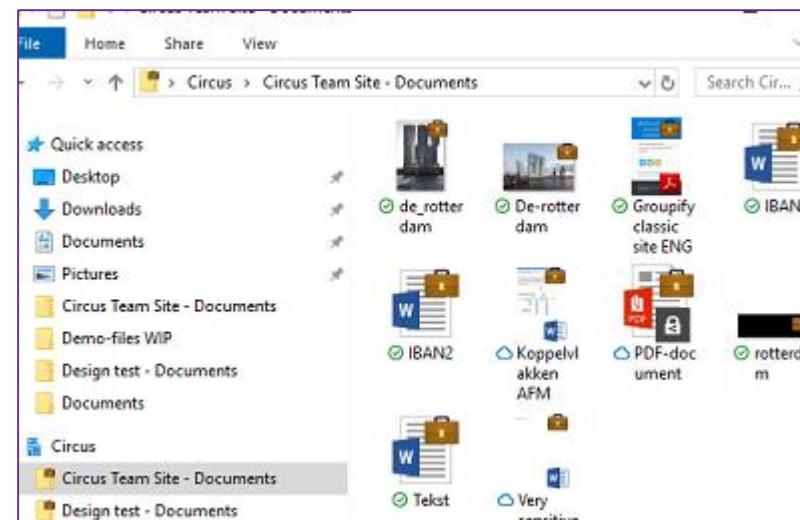 File Home Share View
Circus > Circus Team Site - Documents
Search Cir...
Quick access
Desktop
Downloads
Documents
Pictures
Circus Team Site - Documents
Demo-files WIP
Design test - Documents
Documents
Circus
Circus Team Site - Documents
Design test - Documents
de_rotter
dam
De-rotter
dam
Groupify
classic
site ENG
IBAN
IBAN2
Koppelvl
akken
AFM
PDF-doc
ument
rotterd
m
Tekst
Very
sensitive
W
W
PDF
W